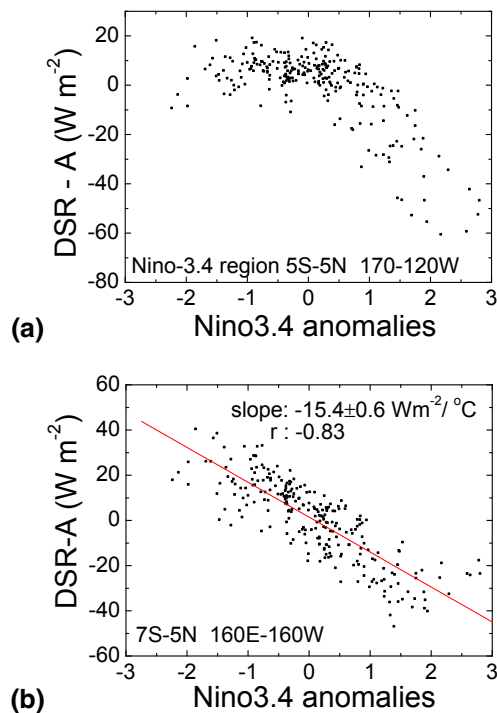 20
0
-20
-40
-60
-80
DSR - A (W m⁻²)
Nino-3.4 region 5S-5N 170-120W
-3 -2 -1 0 1 2 3
(a)
Nino3.4 anomalies
60
40
20
0
-20
-40
-60
DSR-A (W m⁻²)
slope: -15.4±0.6 Wm⁻²/ °C
r : -0.83
7S-5N 160E-160W
-3 -2 -1 0 1 2 3
(b)
Nino3.4 anomalies